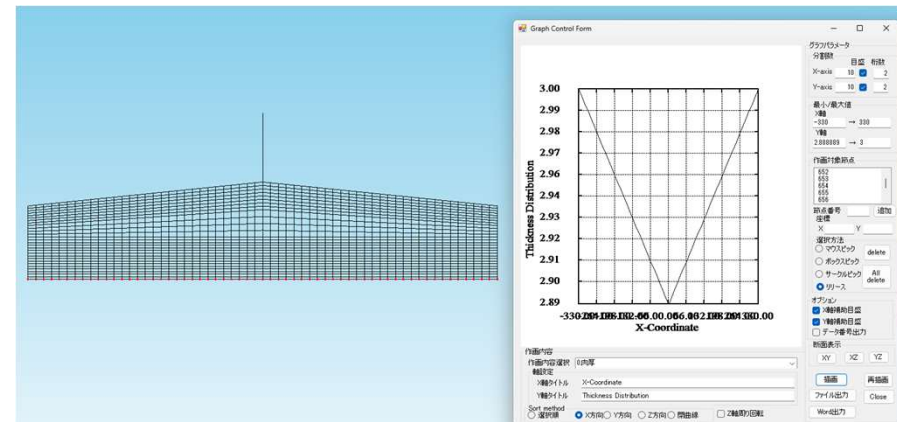 Graph Control Form
グラフパラメータ
分割数
目盛 桁数
X-axis 10 2
Y-axis 10 2
最小/最大値
X軸
-330 → 330
Y軸
2.888889 → 3
作画対象節点
652
653
654
655
656
節点番号 追加
座標
X Y
選択方法
マウスピック
delete
ボックスピック
サークルピック
All delete
リリース
オプション
X軸補助目盛
Y軸補助目盛
データ番号出力
断面表示
XY XZ YZ
描画 再描画
ファイル出力 Close
Word出力
3.00
2.99
2.98
2.97
2.96
2.94
2.93
2.92
2.91
2.90
2.89
Thickness Distribution
X-Coordinate
作画内容
作画内容選択 0:肉厚
軸設定
X軸タイトル X-Coordinate
Y軸タイトル Thickness Distribution
Sort method
選択順 X方向 Y方向 Z方向 閉曲線 Z軸周り回転